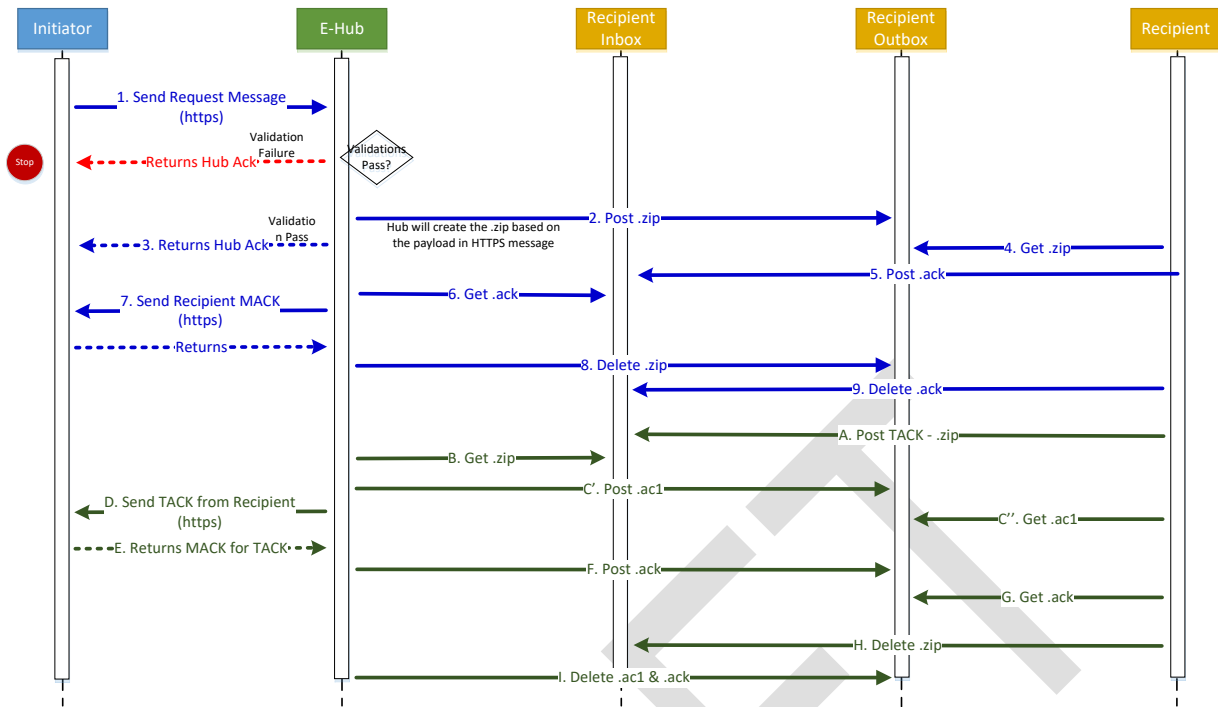 Initiator
E-Hub
Recipient
Inbox
Recipient
Outbox
Recipient
1. Send Request Message
(https)
Validation
Failure
Validations
Pass?
Stop
Returns Hub Ack
2. Post .zip
Validatio
n Pass
Hub will create the .zip based on
the payload in HTTPS message
3. Returns Hub Ack
4. Get .zip
5. Post .ack
6. Get .ack
7. Send Recipient MACK
(https)
Returns
8. Delete .zip
9. Delete .ack
A. Post TACK - .zip
B. Get .zip
C'. Post .ac1
D. Send TACK from Recipient
(https)
C''. Get .ac1
E. Returns MACK for TACK
F. Post .ack
G. Get .ack
H. Delete .zip
I. Delete .ac1 & .ack